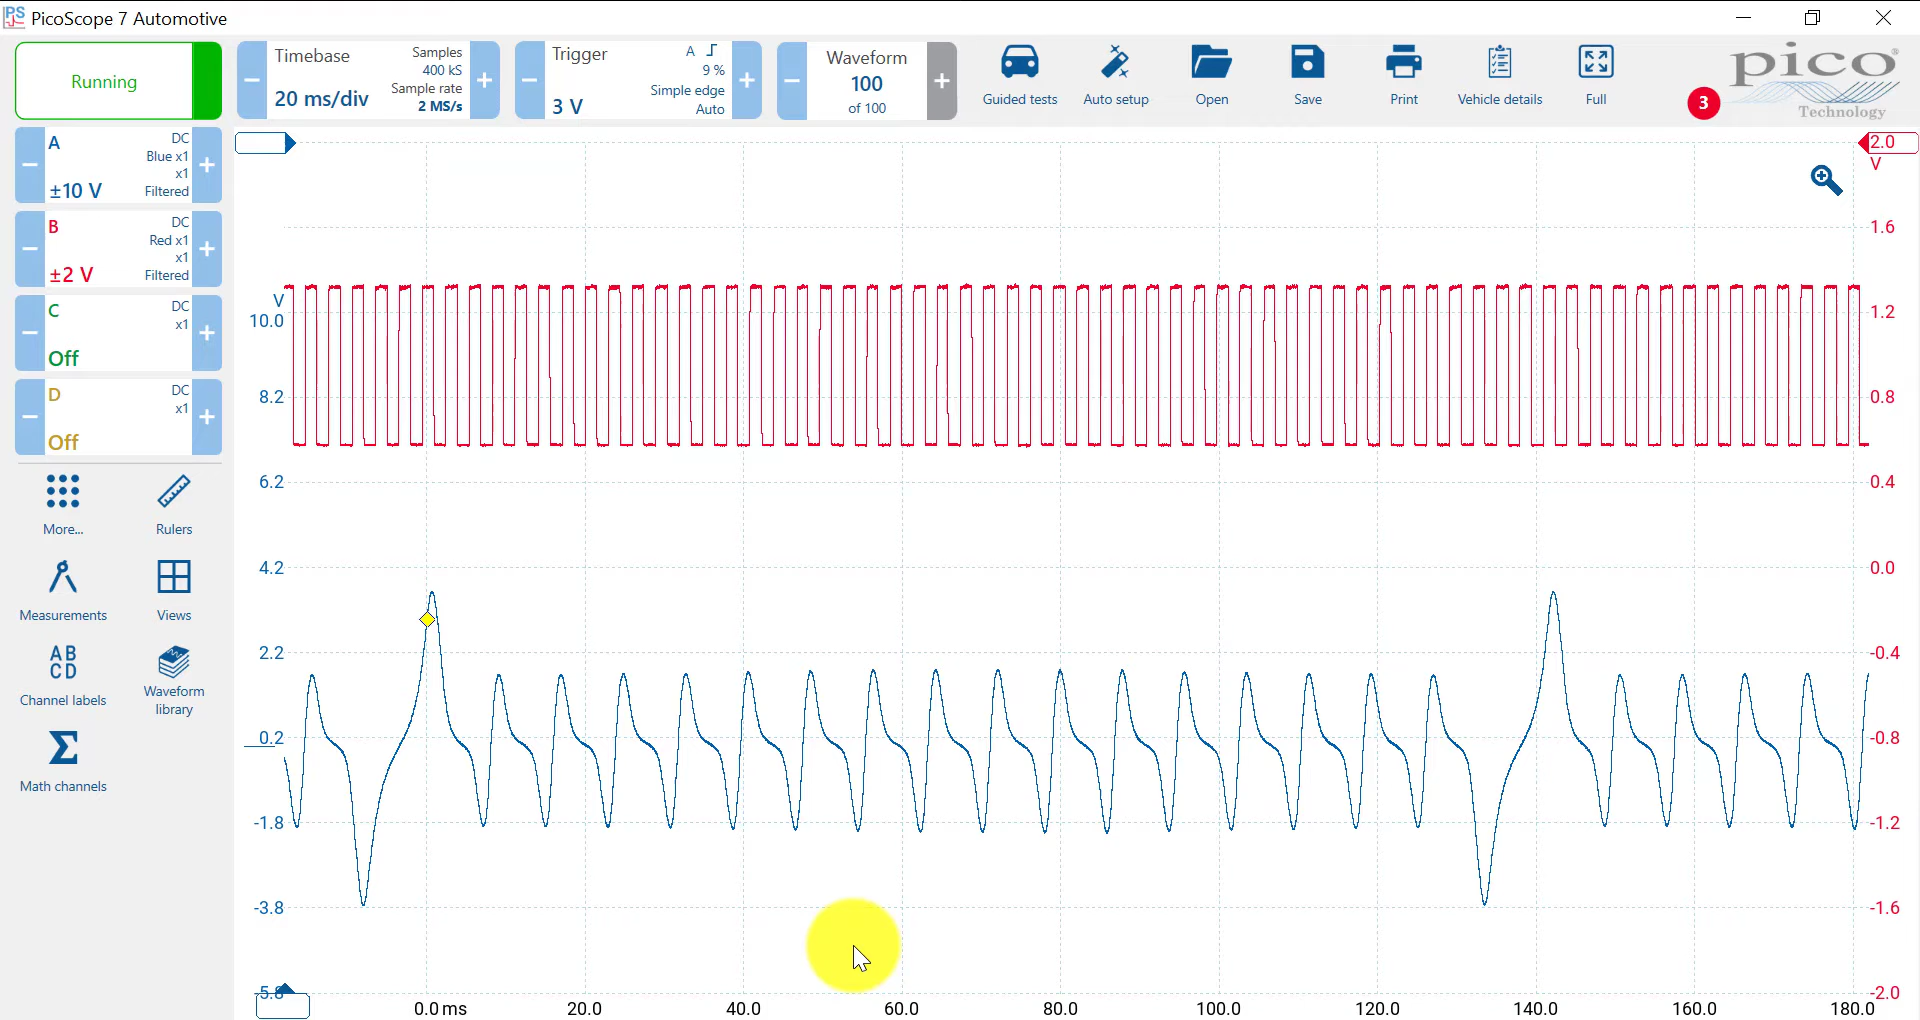 PS PicoScope 7 Automotive
Running
Timebase
20 ms/div
Samples
400 kS
Sample rate
2 MS/s
Trigger
3 V
A
9 %
Simple edge
Auto
Waveform
100
of 100
Guided tests
Auto setup
Open
Save
Print
Vehicle details
Full
3
pico
Technology
A
±10 V
DC
Blue x1
x1
Filtered
B
±2 V
DC
Red x1
x1
Filtered
C
Off
DC
x1
D
Off
DC
x1
More...
Rulers
Measurements
Views
A B
C D
Channel labels
Waveform
library
Σ
Math channels
V
10.0
8.2
6.2
4.2
2.2
0.2
-1.8
-3.8
-5.8
2.0
V
1.6
1.2
0.8
0.4
0.0
-0.4
-0.8
-1.2
-1.6
-2.0
0.0 ms
20.0
40.0
60.0
80.0
100.0
120.0
140.0
160.0
180.0